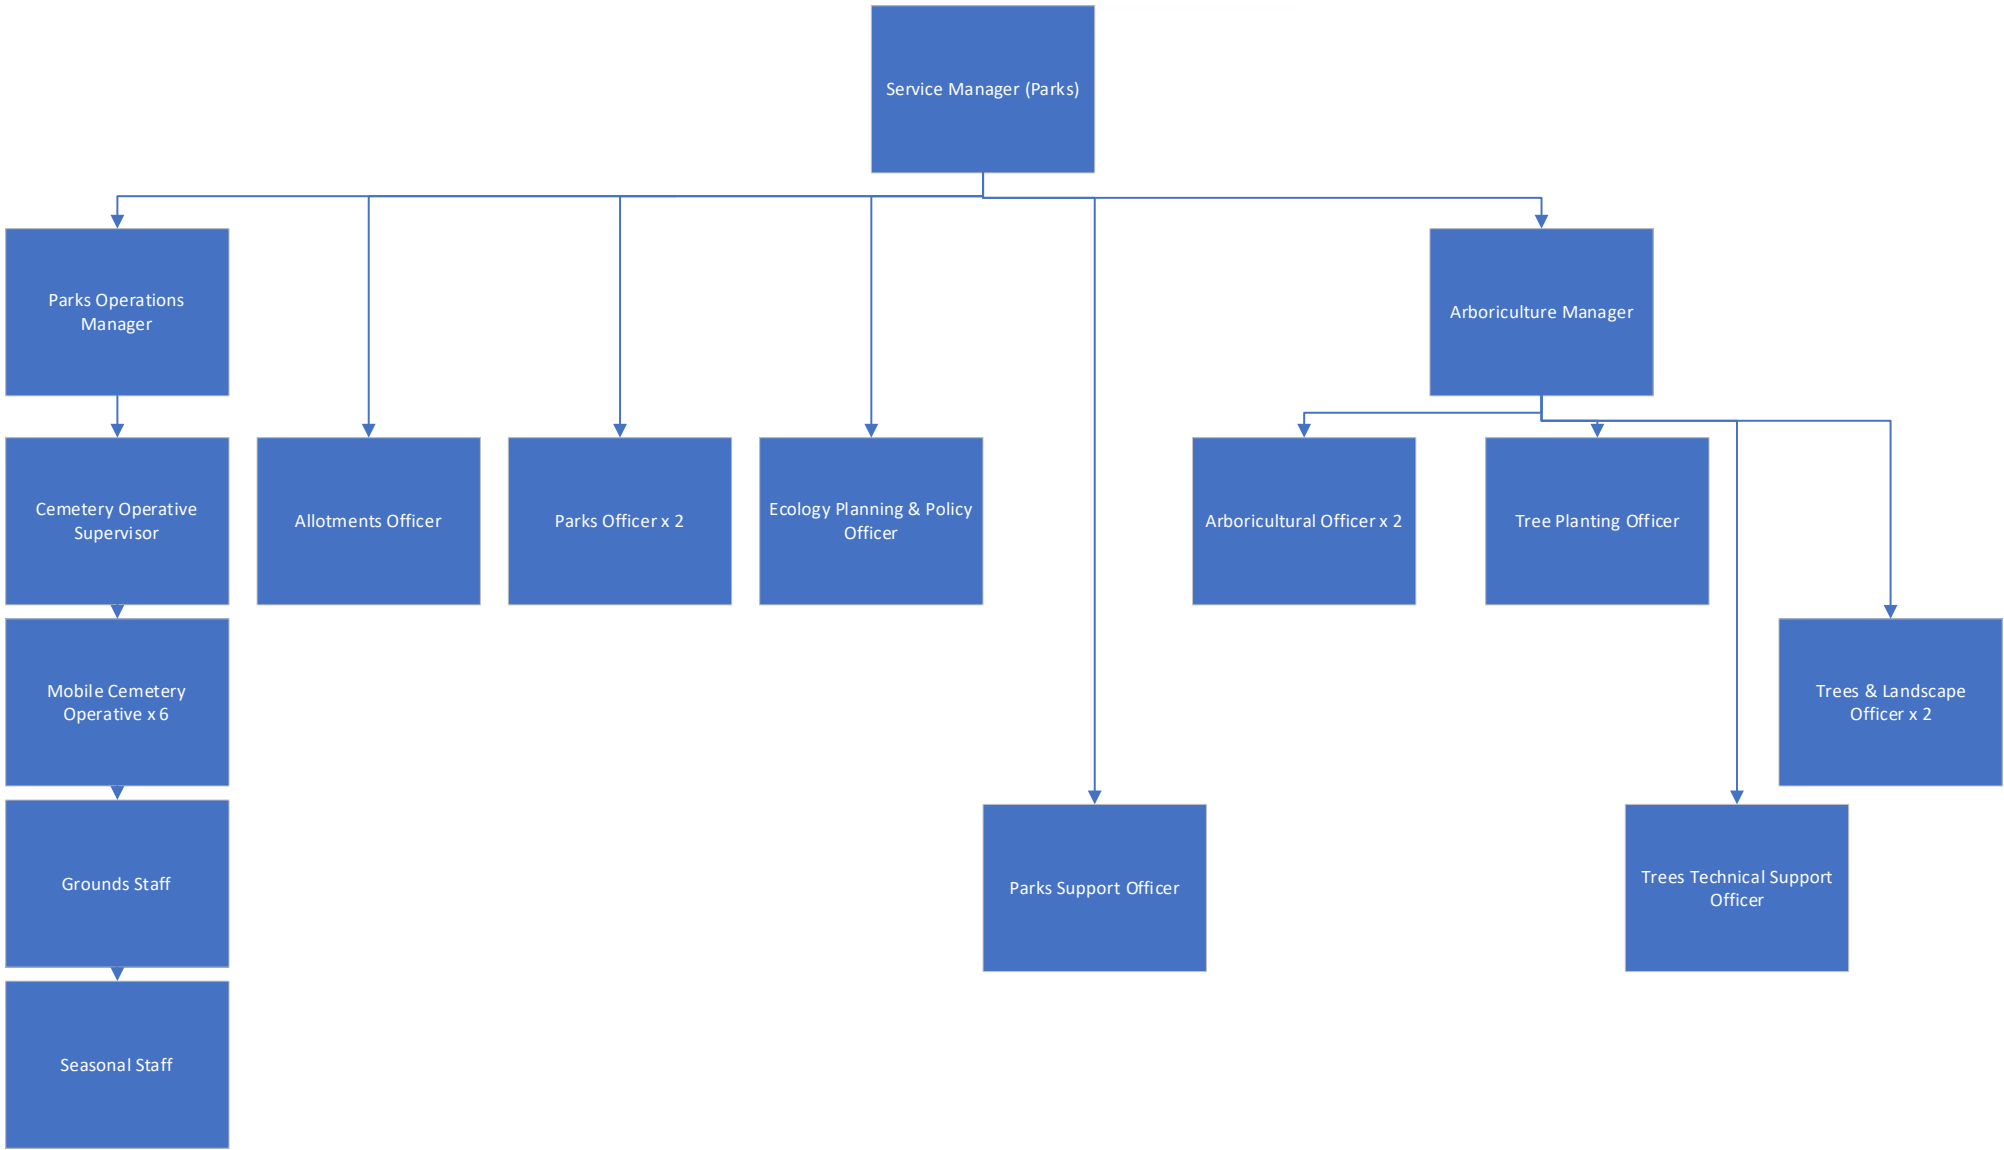 Service Manager (Parks)
Parks Operations
Manager
Arboriculture Manager
Cemetery Operative
Supervisor
Allotments Officer
Parks Officer x 2
Ecology Planning & Policy
Officer
Arboricultural Officer x 2
Tree Planting Officer
Mobile Cemetery
Operative x 6
Trees & Landscape
Officer x 2
Grounds Staff
Parks Support Officer
Trees Technical Support
Officer
Seasonal Staff